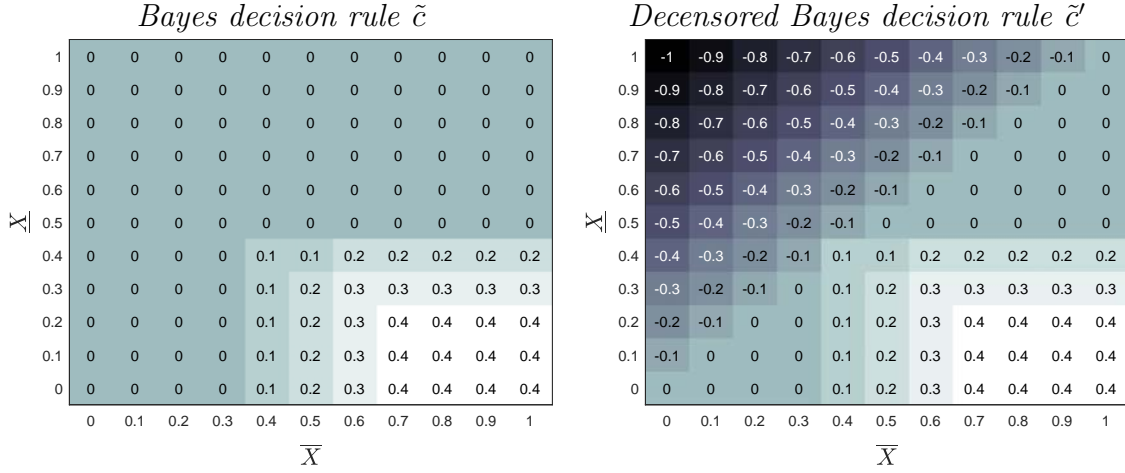 Bayes decision rule c̃
1 0 0 0 0 0 0 0 0 0 0 0
0.9 0 0 0 0 0 0 0 0 0 0 0
0.8 0 0 0 0 0 0 0 0 0 0 0
0.7 0 0 0 0 0 0 0 0 0 0 0
0.6 0 0 0 0 0 0 0 0 0 0 0
0.5 0 0 0 0 0 0 0 0 0 0 0
0.4 0 0 0 0 0.1 0.1 0.2 0.2 0.2 0.2 0.2
0.3 0 0 0 0 0.1 0.2 0.3 0.3 0.3 0.3 0.3
0.2 0 0 0 0 0.1 0.2 0.3 0.4 0.4 0.4 0.4
0.1 0 0 0 0 0.1 0.2 0.3 0.4 0.4 0.4 0.4
0 0 0 0 0 0.1 0.2 0.3 0.4 0.4 0.4 0.4
0 0.1 0.2 0.3 0.4 0.5 0.6 0.7 0.8 0.9 1
X̲
X̅
Decensored Bayes decision rule c̃′
1 -1 -0.9 -0.8 -0.7 -0.6 -0.5 -0.4 -0.3 -0.2 -0.1 0
0.9 -0.9 -0.8 -0.7 -0.6 -0.5 -0.4 -0.3 -0.2 -0.1 0 0
0.8 -0.8 -0.7 -0.6 -0.5 -0.4 -0.3 -0.2 -0.1 0 0 0
0.7 -0.7 -0.6 -0.5 -0.4 -0.3 -0.2 -0.1 0 0 0 0
0.6 -0.6 -0.5 -0.4 -0.3 -0.2 -0.1 0 0 0 0 0
0.5 -0.5 -0.4 -0.3 -0.2 -0.1 0 0 0 0 0 0
0.4 -0.4 -0.3 -0.2 -0.1 0.1 0.1 0.2 0.2 0.2 0.2 0.2
0.3 -0.3 -0.2 -0.1 0 0.1 0.2 0.3 0.3 0.3 0.3 0.3
0.2 -0.2 -0.1 0 0 0.1 0.2 0.3 0.4 0.4 0.4 0.4
0.1 -0.1 0 0 0 0.1 0.2 0.3 0.4 0.4 0.4 0.4
0 0 0 0 0 0.1 0.2 0.3 0.4 0.4 0.4 0.4
0 0.1 0.2 0.3 0.4 0.5 0.6 0.7 0.8 0.9 1
X̲
X̅